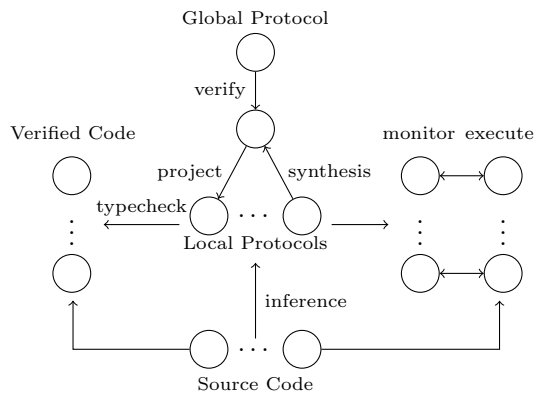 Global Protocol
verify
Verified Code
monitor execute
project
synthesis
typecheck
Local Protocols
inference
Source Code